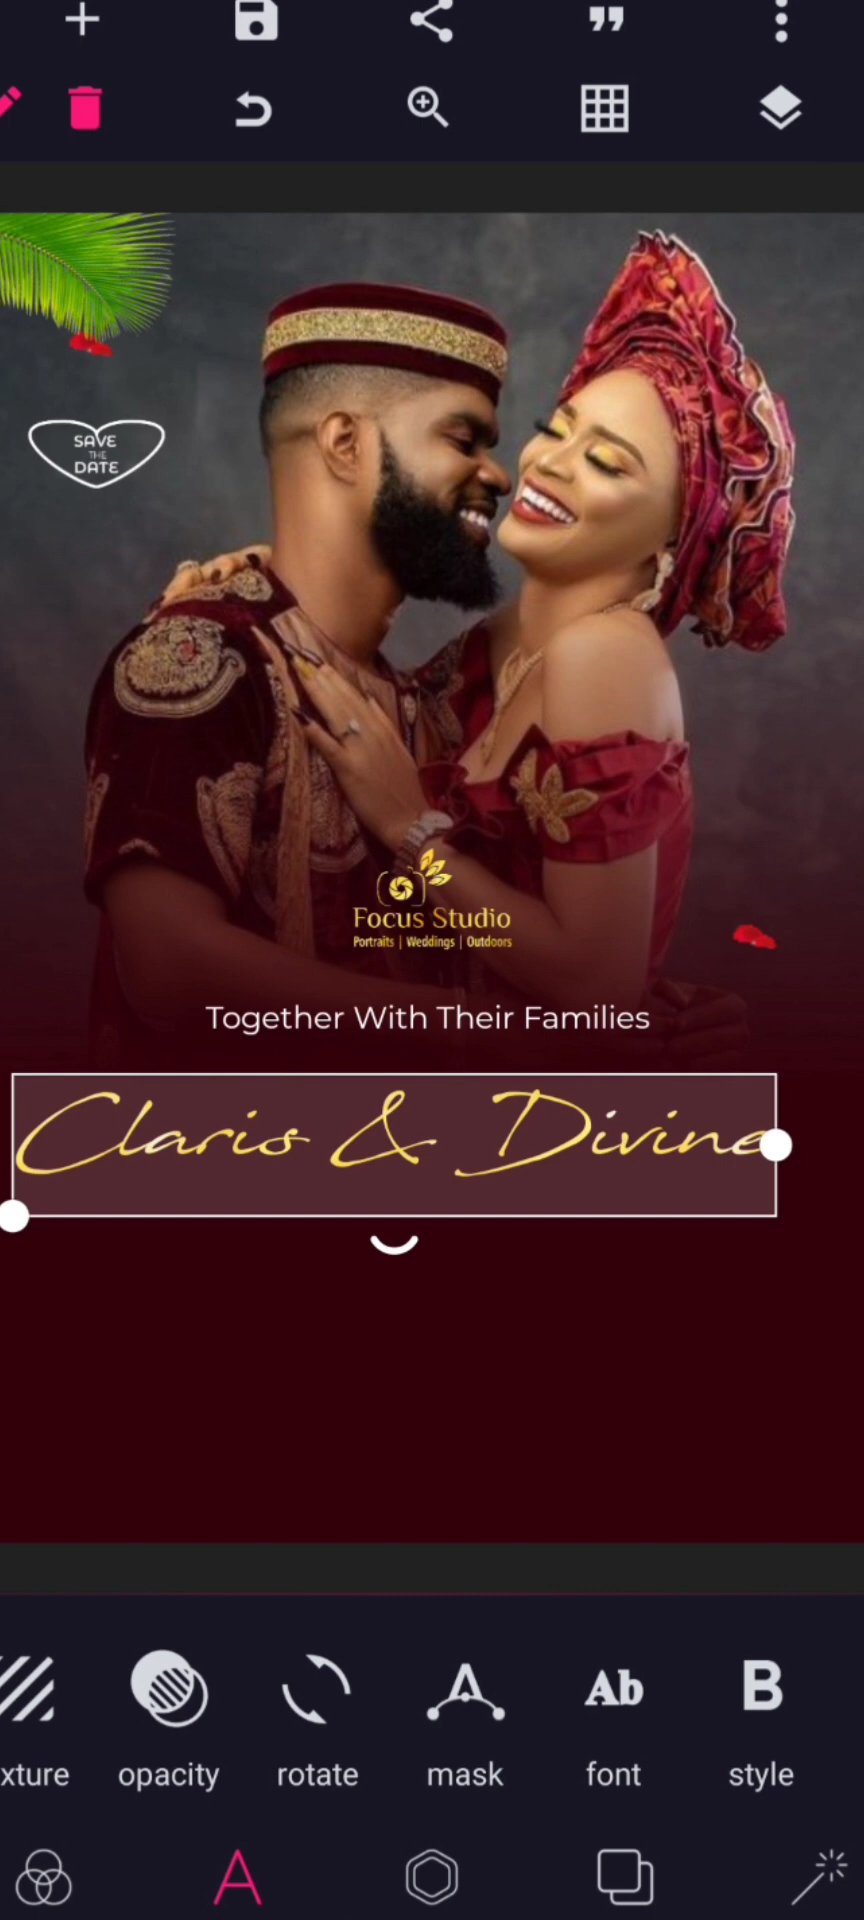 SAVE
THE
DATE
Focus Studio
Portraits | Weddings | Outdoors
Together With Their Families
Claris & Divine
xture
opacity
rotate
mask
Ab
font
B
style
A